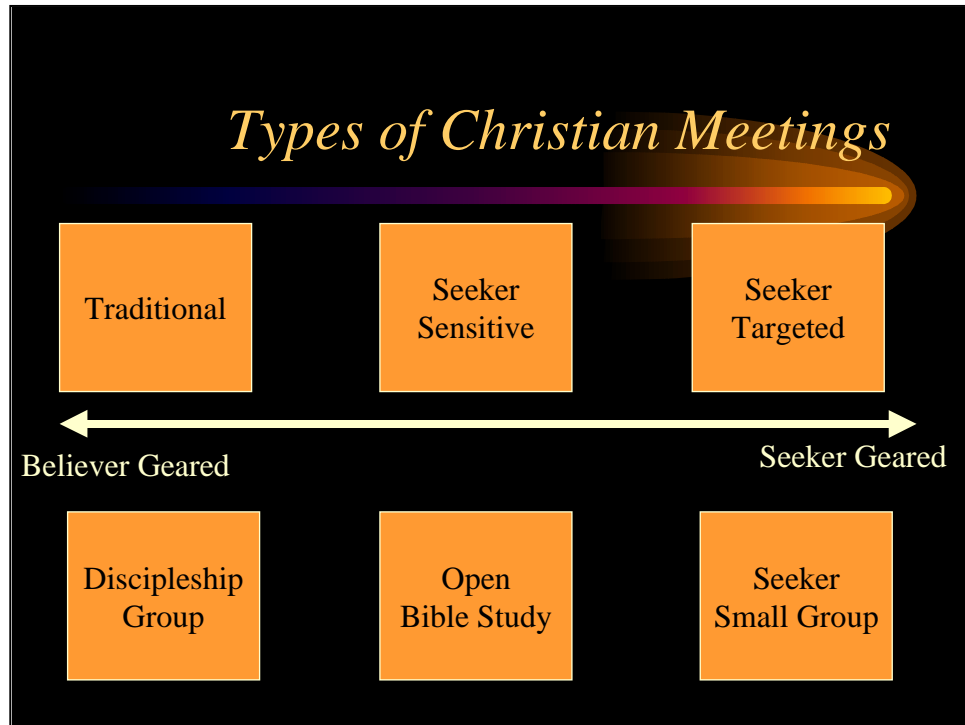 Types of Christian Meetings
Traditional
Seeker
Sensitive
Seeker
Targeted
Believer Geared
Seeker Geared
Discipleship
Group
Open
Bible Study
Seeker
Small Group